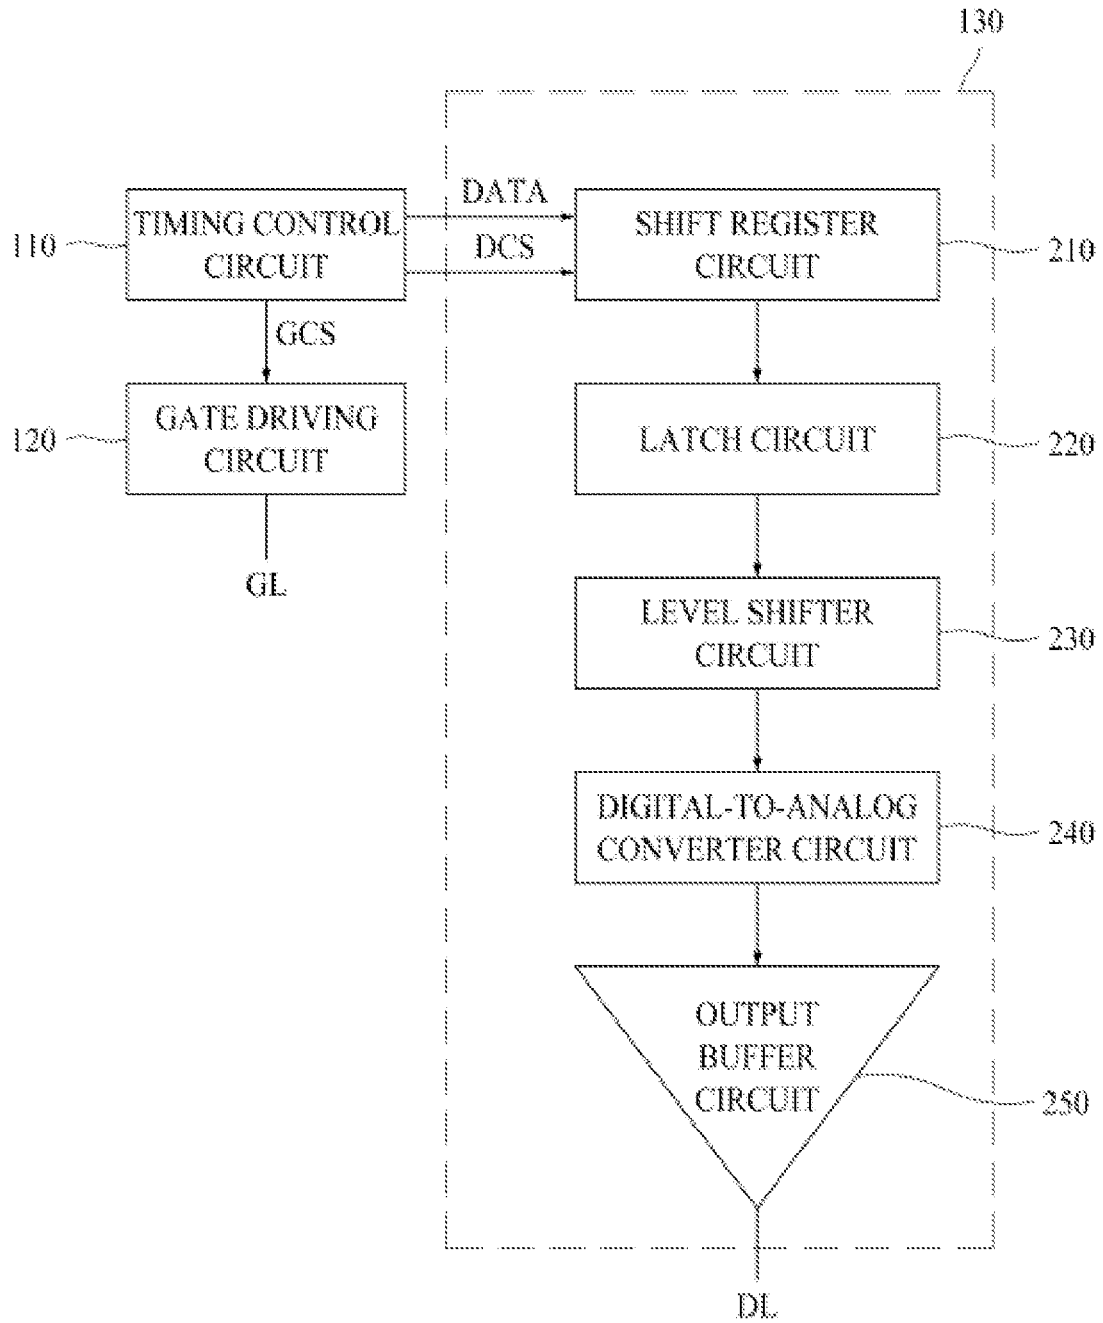 130
DATA
TIMING CONTROL
CIRCUIT
110
DCS
SHIFT REGISTER
CIRCUIT
210
GCS
GATE DRIVING
CIRCUIT
120
LATCH CIRCUIT
220
GL
LEVEL SHIFTER
CIRCUIT
230
DIGITAL-TO-ANALOG
CONVERTER CIRCUIT
240
OUTPUT
BUFFER
CIRCUIT
250
DL